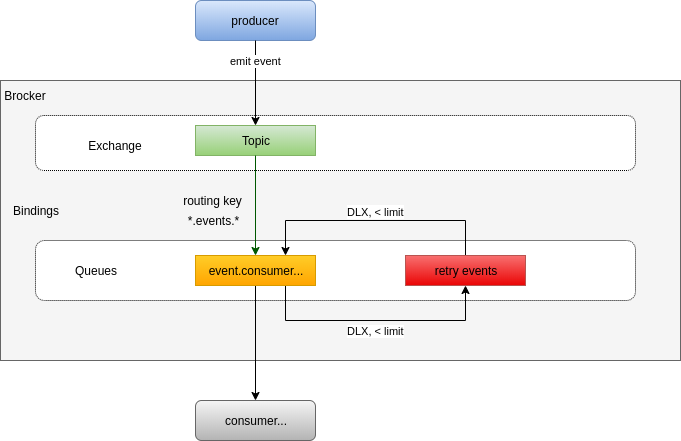 producer
emit event
Brocker
Exchange
Topic
routing key
*.events.*
Bindings
DLX, < limit
Queues
event.consumer...
retry events
DLX, < limit
consumer...